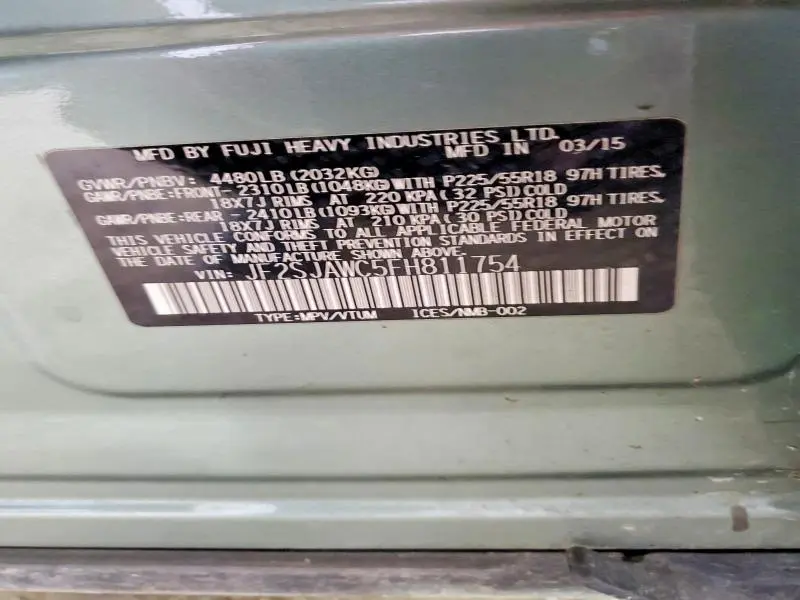 MFD BY FUJI HEAVY INDUSTRIES LTD.
MFD IN 03/15
GVWR/PNBV: 4480LB (2032KG)
GAWR/PNBE:FRONT-2310LB(1048KG)WITH P225/55R18 97H TIRES,
18X7J RIMS AT 220 KPA(32 PSI)COLD
GAWR/PNBE:REAR -2410LB(1093KG)WITH P225/55R18 97H TIRES,
18X7J RIMS AT 210 KPA(30 PSI)COLD
THIS VEHICLE CONFORMS TO ALL APPLICABLE FEDERAL MOTOR
VEHICLE SAFETY AND THEFT PREVENTION STANDARDS IN EFFECT ON
THE DATE OF MANUFACTURE SHOWN ABOVE.
VIN: JF2SJAWC5FH811754
TYPE:MPV/VTUM ICES/NMB-002